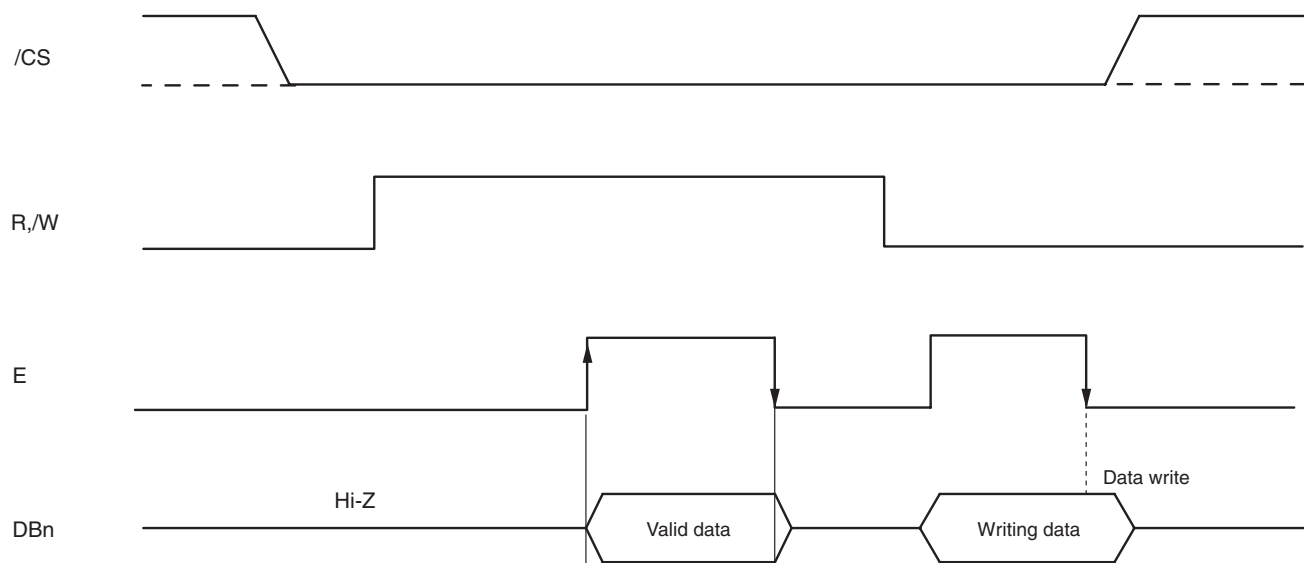 /CS
R,/W
E
Data write
Hi-Z
DBn
Valid data
Writing data